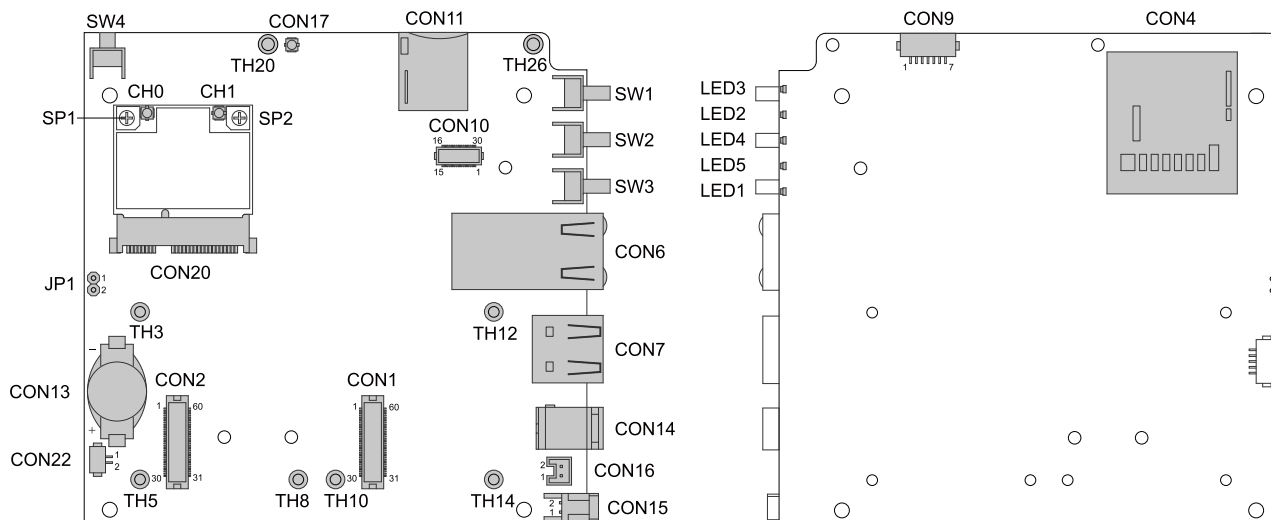 SW4
CON17
CON11
TH20
TH26
CH0
CH1
SP1
SP2
SW1
CON10
16
30
15
1
SW2
SW3
CON6
CON20
JP1
1
2
TH3
TH12
CON7
−
CON13
+
CON2
1
60
30
31
CON1
1
60
30
31
CON14
CON22
1
2
CON16
2
1
TH5
TH8
TH10
TH14
CON15
2
1
CON9
1
7
CON4
LED3
LED2
LED4
LED5
LED1